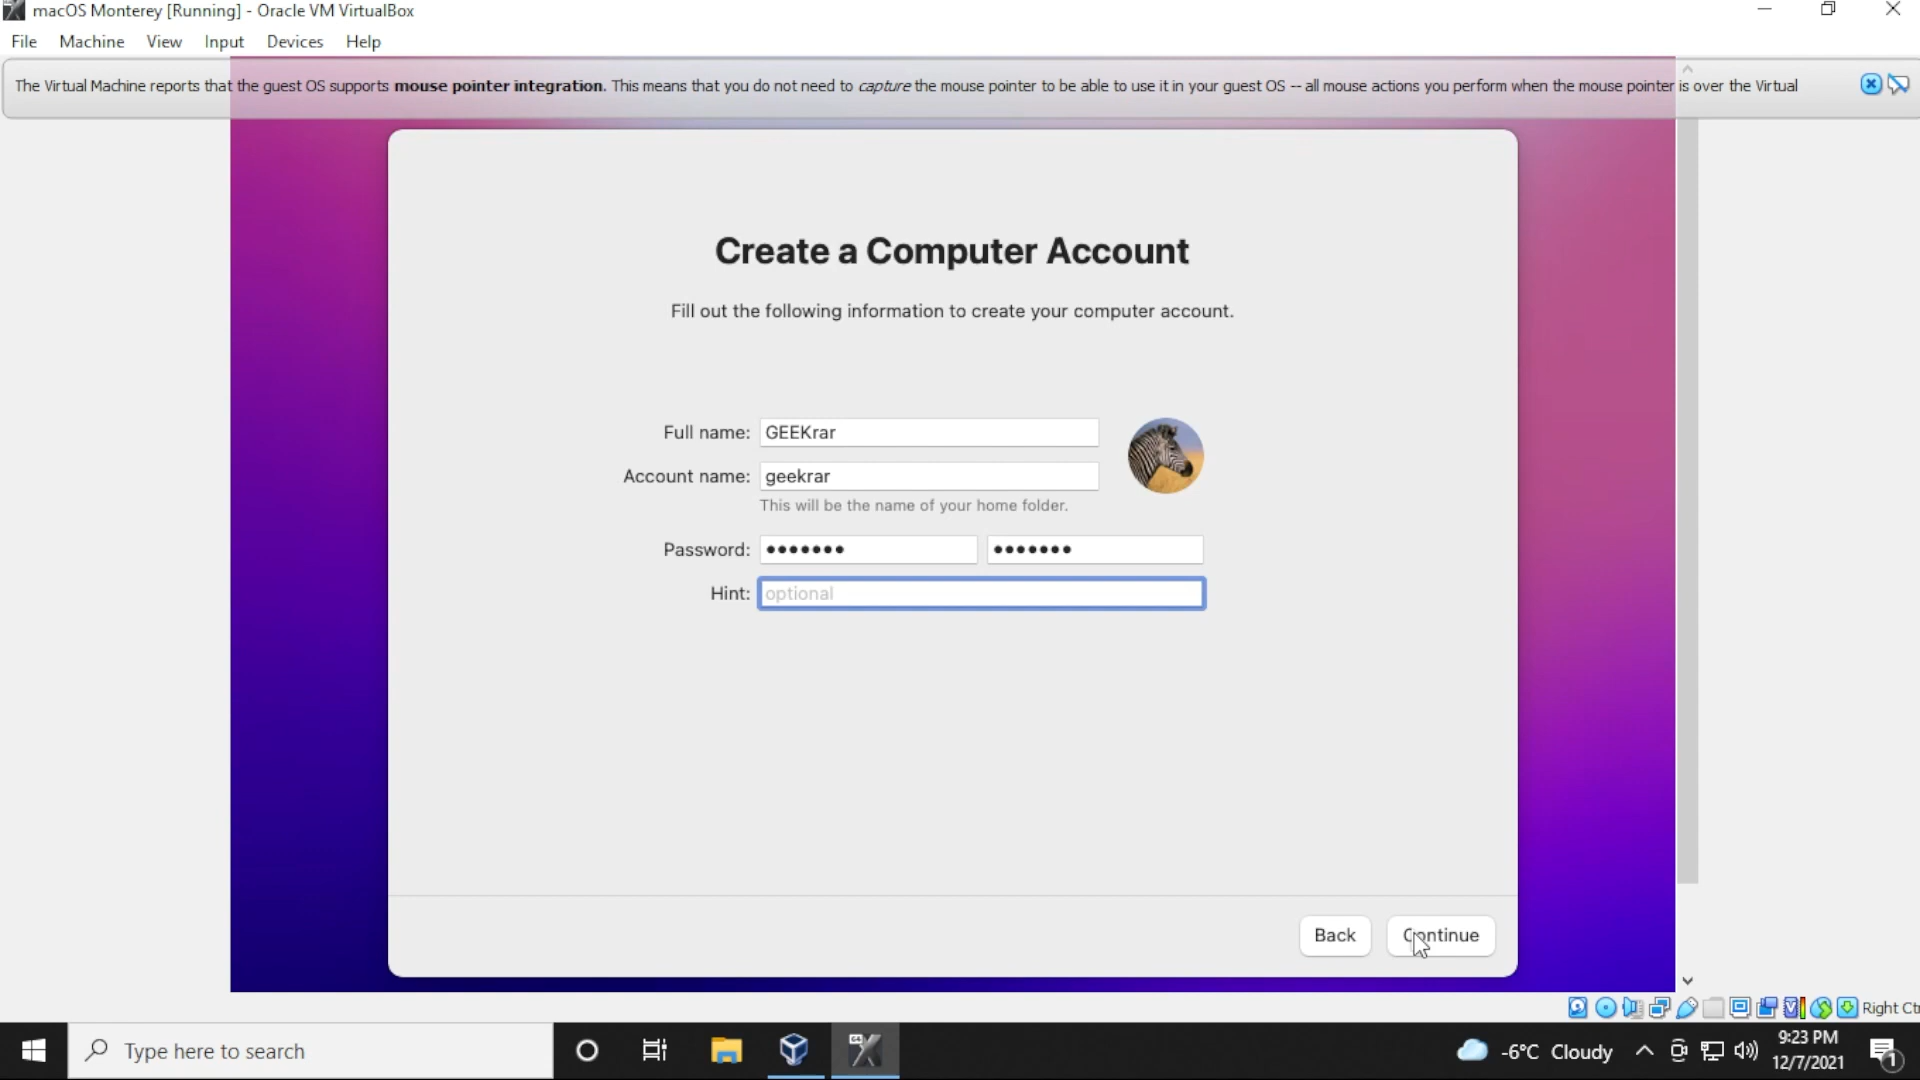 macOS Monterey [Running] - Oracle VM VirtualBox
File Machine View Input Devices Help
The Virtual Machine reports that the guest OS supports mouse pointer integration. This means that you do not need to capture the mouse pointer to be able to use it in your guest OS -- all mouse actions you perform when the mouse pointer is over the Virtual
Create a Computer Account
Fill out the following information to create your computer account.
Full name: GEEKrar
Account name: geekrar
This will be the name of your home folder.
Password: ••••••• •••••••
Hint: optional
Back Continue
Right Ct
Type here to search
-6°C Cloudy
9:23 PM
12/7/2021
1